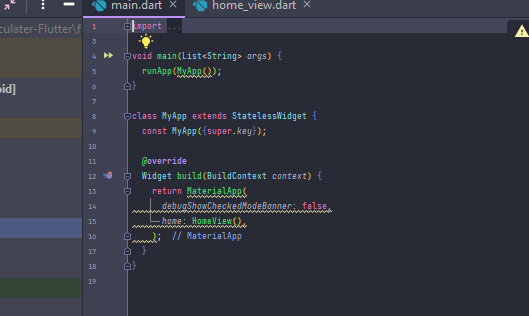 main.dart
home_view.dart
culater-Flutter\f
oid]
1 import ...
3
4 void main(List<String> args) {
5 runApp(MyApp());
6 }
7
8 class MyApp extends StatelessWidget {
9 const MyApp({super.key});
10
11 @override
12 Widget build(BuildContext context) {
13 return MaterialApp(
14 debugShowCheckedModeBanner: false,
15 home: HomeView(),
16 ); // MaterialApp
17 }
18 }
19